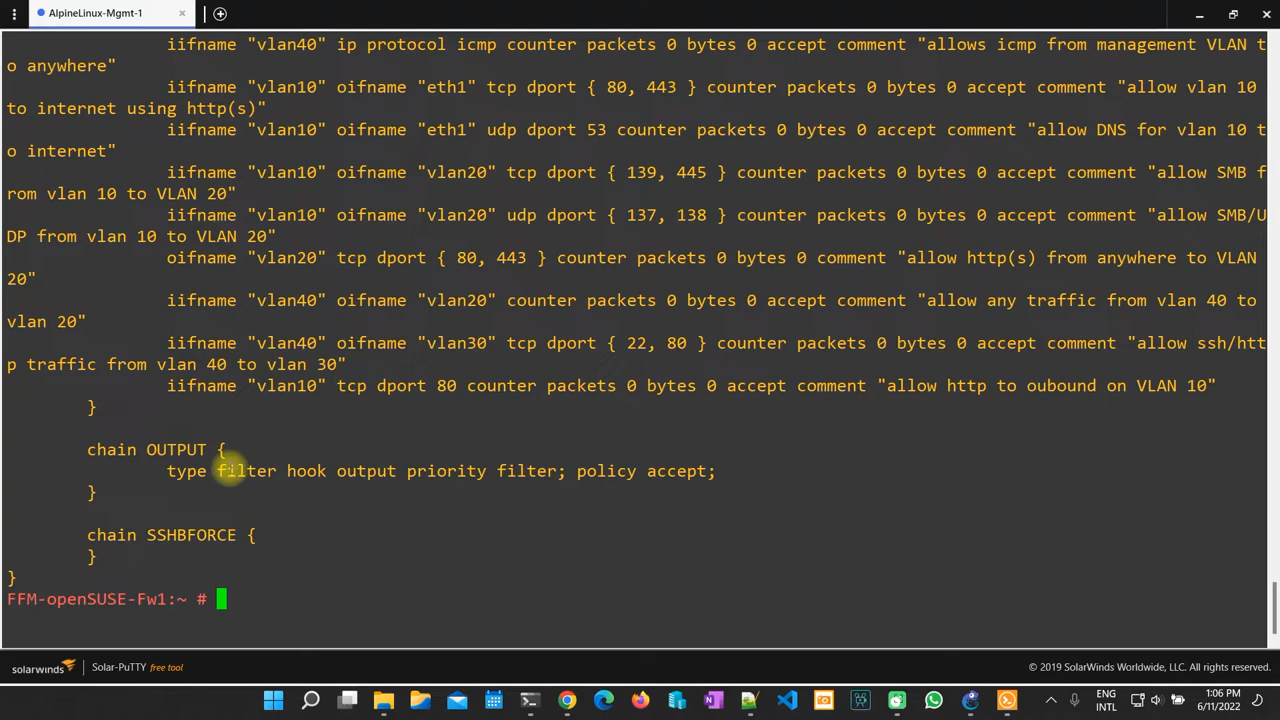 AlpineLinux-Mgmt-1
iifname "vlan40" ip protocol icmp counter packets 0 bytes 0 accept comment "allows icmp from management VLAN t
o anywhere"
iifname "vlan10" oifname "eth1" tcp dport { 80, 443 } counter packets 0 bytes 0 accept comment "allow vlan 10
to internet using http(s)"
iifname "vlan10" oifname "eth1" udp dport 53 counter packets 0 bytes 0 accept comment "allow DNS for vlan 10 t
o internet"
iifname "vlan10" oifname "vlan20" tcp dport { 139, 445 } counter packets 0 bytes 0 accept comment "allow SMB f
rom vlan 10 to VLAN 20"
iifname "vlan10" oifname "vlan20" udp dport { 137, 138 } counter packets 0 bytes 0 accept comment "allow SMB/U
DP from vlan 10 to VLAN 20"
oifname "vlan20" tcp dport { 80, 443 } counter packets 0 bytes 0 comment "allow http(s) from anywhere to VLAN
20"
iifname "vlan40" oifname "vlan20" counter packets 0 bytes 0 accept comment "allow any traffic from vlan 40 to
vlan 20"
iifname "vlan40" oifname "vlan30" tcp dport { 22, 80 } counter packets 0 bytes 0 accept comment "allow ssh/htt
p traffic from vlan 40 to vlan 30"
iifname "vlan10" tcp dport 80 counter packets 0 bytes 0 accept comment "allow http to oubound on VLAN 10"
}
chain OUTPUT {
type filter hook output priority filter; policy accept;
}
chain SSHBFORCE {
}
}
FFM-openSUSE-Fw1:~ #
solarwinds Solar-PuTTY free tool
© 2019 SolarWinds Worldwide, LLC. All rights reserved.
ENG
INTL
1:06 PM
6/11/2022